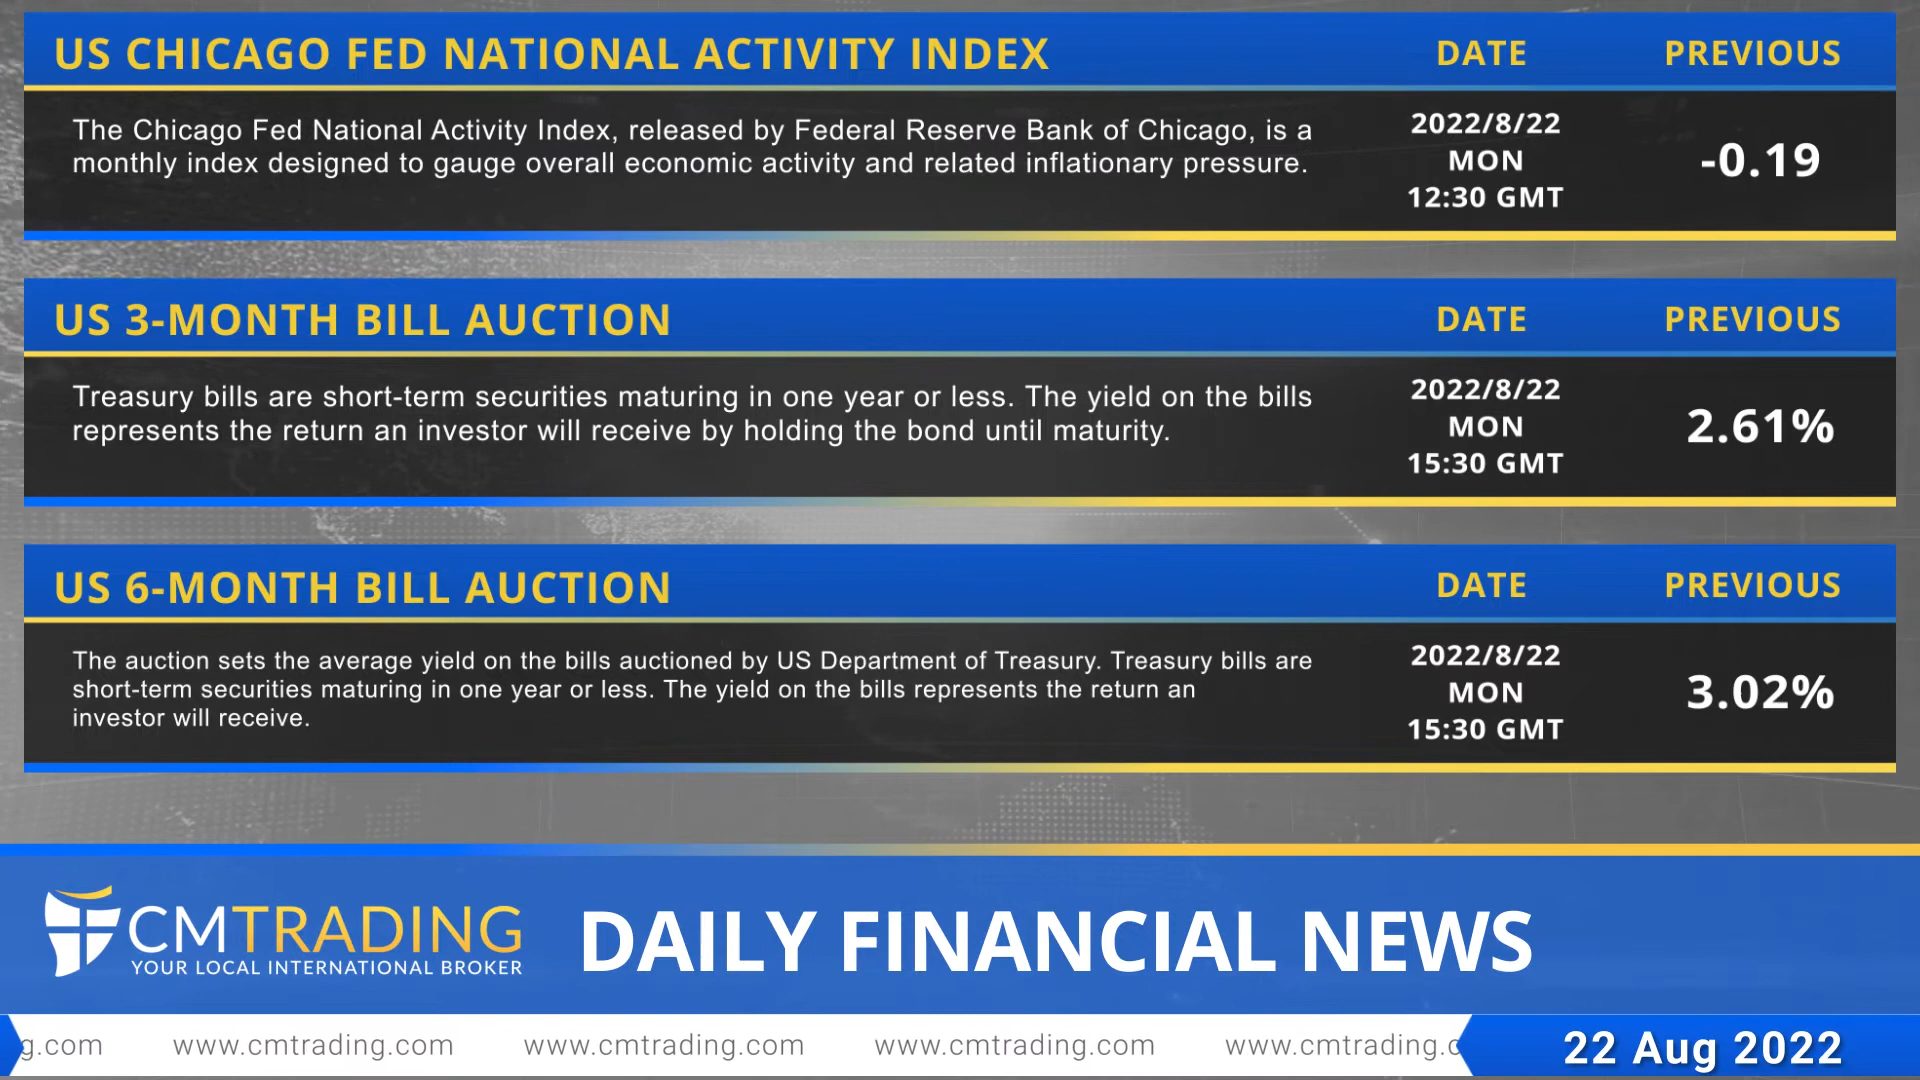 US CHICAGO FED NATIONAL ACTIVITY INDEX
DATE
PREVIOUS
The Chicago Fed National Activity Index, released by Federal Reserve Bank of Chicago, is a
monthly index designed to gauge overall economic activity and related inflationary pressure.
2022/8/22
MON
12:30 GMT
-0.19
US 3-MONTH BILL AUCTION
DATE
PREVIOUS
Treasury bills are short-term securities maturing in one year or less. The yield on the bills
represents the return an investor will receive by holding the bond until maturity.
2022/8/22
MON
15:30 GMT
2.61%
US 6-MONTH BILL AUCTION
DATE
PREVIOUS
The auction sets the average yield on the bills auctioned by US Department of Treasury. Treasury bills are
short-term securities maturing in one year or less. The yield on the bills represents the return an
investor will receive.
2022/8/22
MON
15:30 GMT
3.02%
CMTRADING
YOUR LOCAL INTERNATIONAL BROKER
DAILY FINANCIAL NEWS
g.com www.cmtrading.com www.cmtrading.com www.cmtrading.com www.cmtrading.c
22 Aug 2022